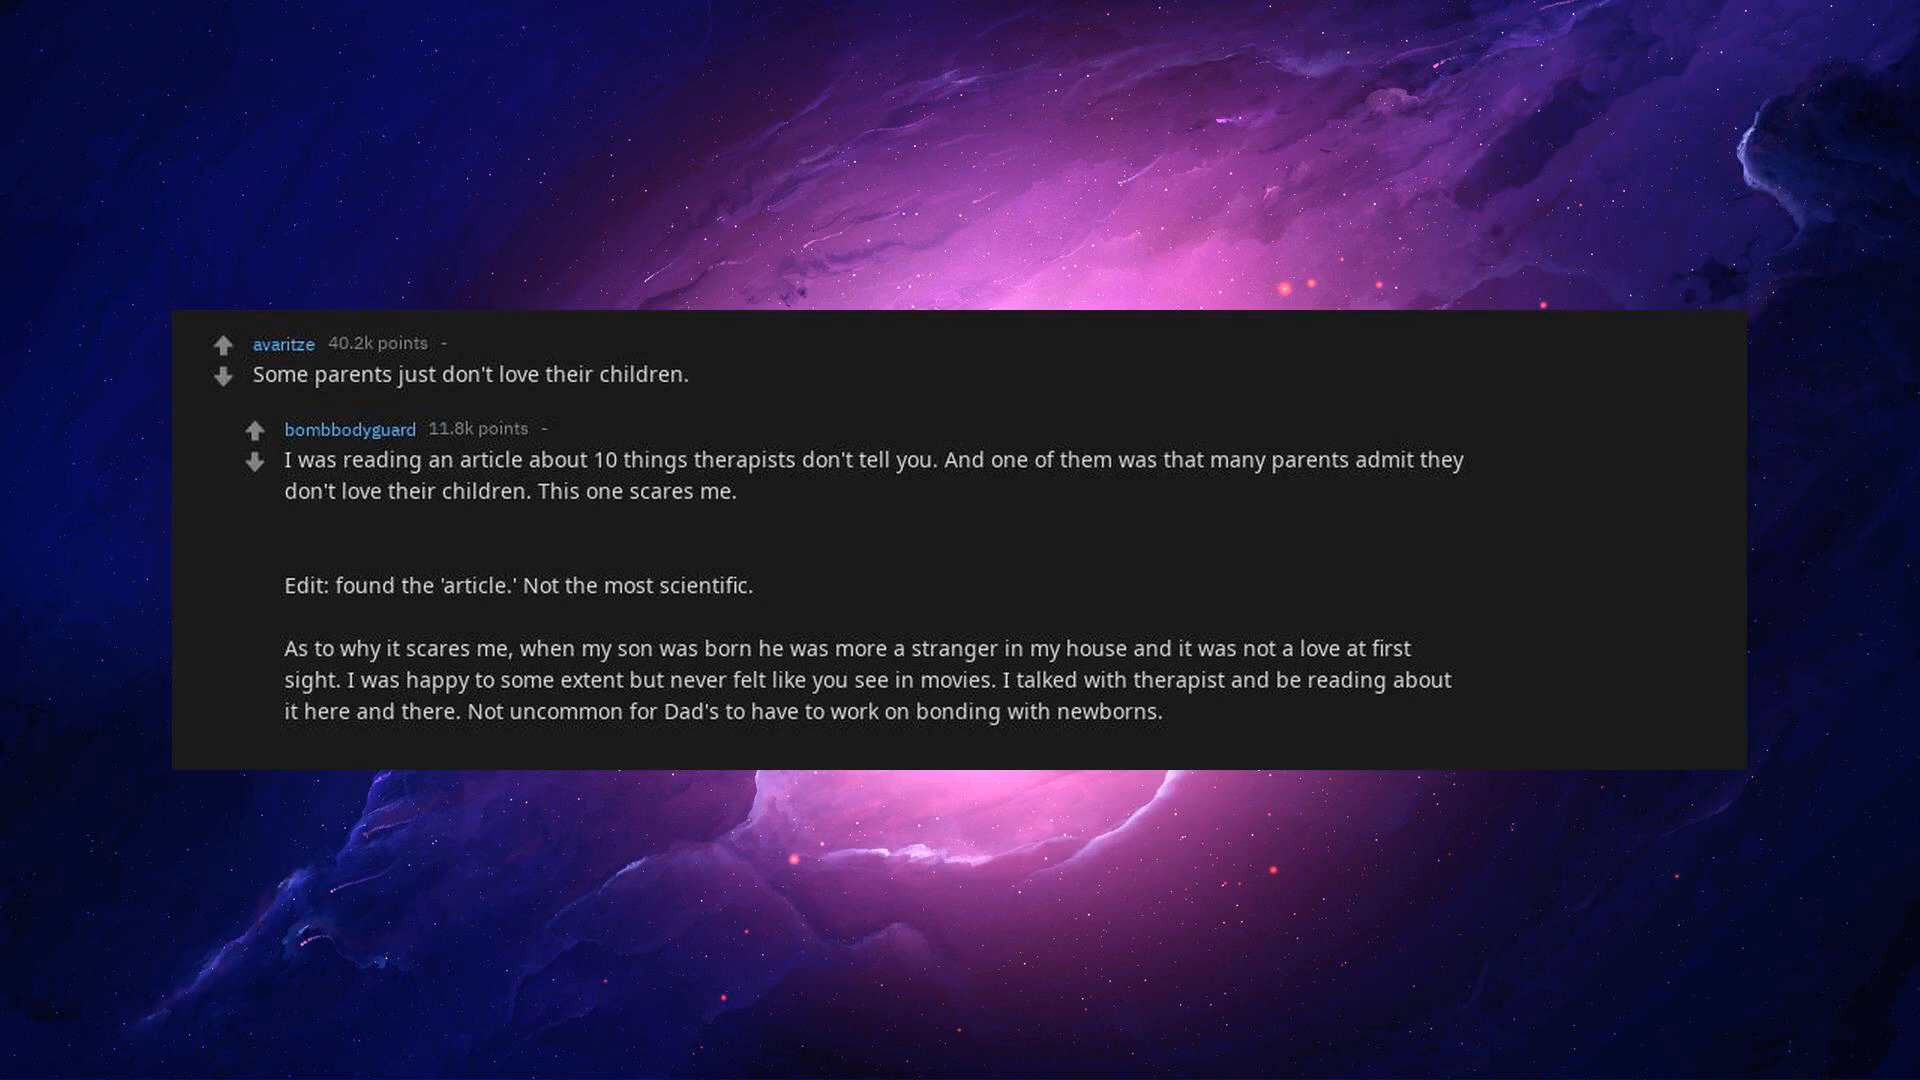 avaritze 40.2k points -
Some parents just don't love their children.
bombbodyguard 11.8k points -
I was reading an article about 10 things therapists don't tell you. And one of them was that many parents admit they
don't love their children. This one scares me.
Edit: found the 'article.' Not the most scientific.
As to why it scares me, when my son was born he was more a stranger in my house and it was not a love at first
sight. I was happy to some extent but never felt like you see in movies. I talked with therapist and be reading about
it here and there. Not uncommon for Dad's to have to work on bonding with newborns.